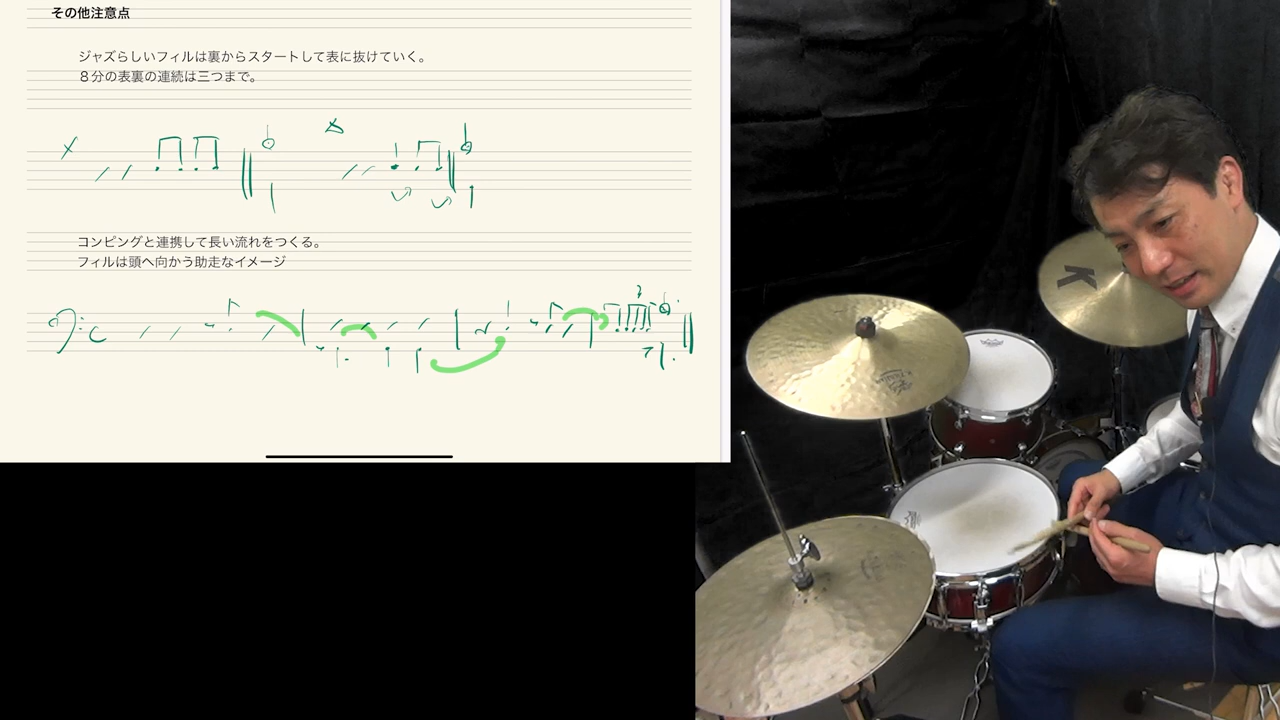 その他注意点
ジャズらしいフィルは裏からスタートして表に抜けていく。
８分の表裏の連続は三つまで。
コンピングと連携して長い流れをつくる。
フィルは頭へ向かう助走なイメージ
K